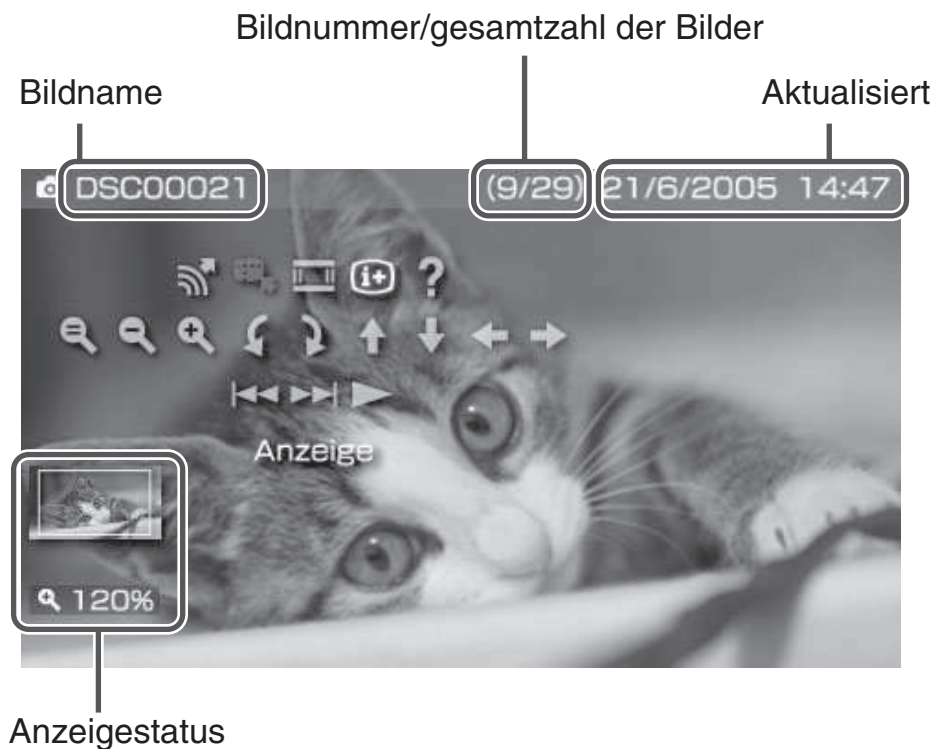 Bildnummer/gesamtzahl der Bilder
Bildname
Aktualisiert
DSC00021
(9/29)
21/6/2005 14:47
Anzeige
120%
Anzeigestatus